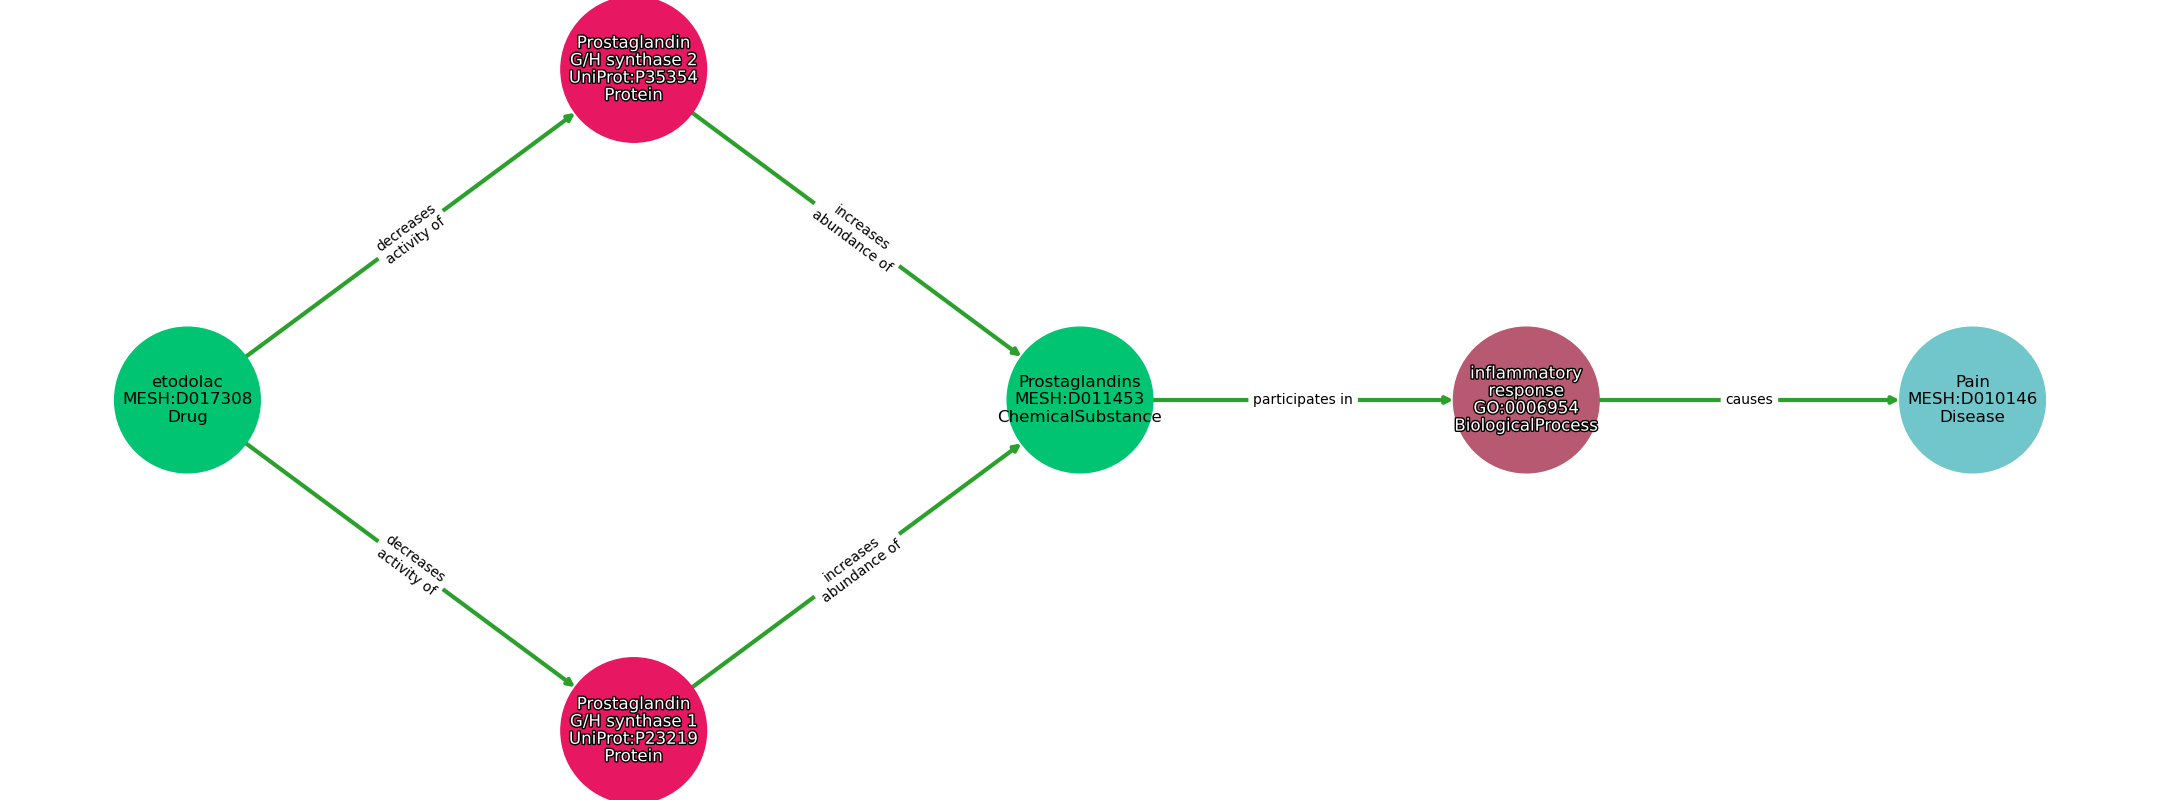 Prostaglandin
G/H synthase 2
UniProt:P35354
Protein
decreases
activity of
increases
abundance of
etodolac
MESH:D017308
Drug
Prostaglandins
MESH:D011453
ChemicalSubstance
participates in
inflammatory
response
GO:0006954
BiologicalProcess
causes
Pain
MESH:D010146
Disease
decreases
activity of
increases
abundance of
Prostaglandin
G/H synthase 1
UniProt:P23219
Protein